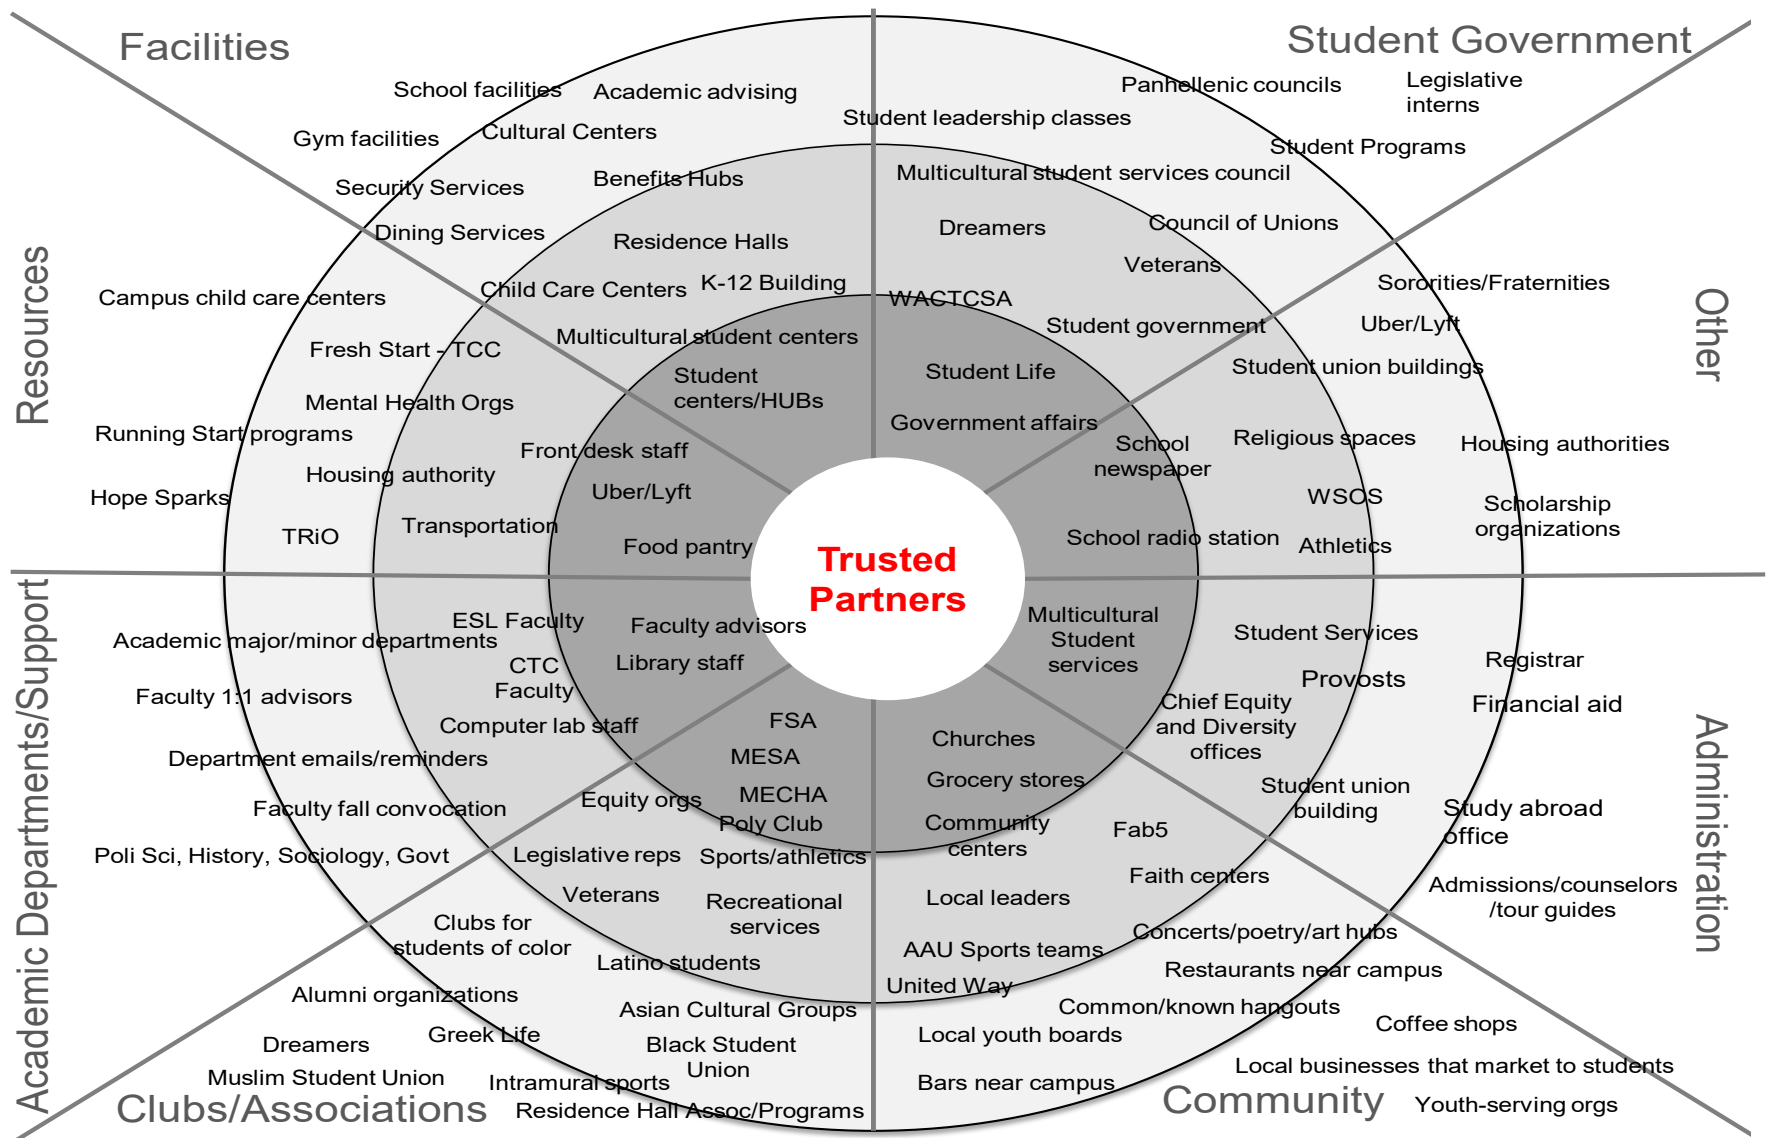 Facilities
School facilities
Academic advising
Gym facilities
Cultural Centers
Security Services
Benefits Hubs
Dining Services
Residence Halls
Child Care Centers
K-12 Building
Multicultural student centers
Student
centers/HUBs
Student Government
Panhellenic councils
Legislative
interns
Student leadership classes
Student Programs
Multicultural student services council
Dreamers
Council of Unions
Veterans
WACTCSA
Student government
Student Life
Government affairs
Other
Sororities/Fraternities
Uber/Lyft
Student union buildings
School
newspaper
Religious spaces
Housing authorities
WSOS
Scholarship
organizations
School radio station
Athletics
Resources
Campus child care centers
Fresh Start - TCC
Mental Health Orgs
Running Start programs
Front desk staff
Housing authority
Uber/Lyft
Hope Sparks
Transportation
TRiO
Food pantry
Trusted
Partners
Academic Departments/Support
ESL Faculty
Faculty advisors
Academic major/minor departments
CTC
Faculty
Library staff
Faculty 1:1 advisors
Computer lab staff
Department emails/reminders
Faculty fall convocation
Poli Sci, History, Sociology, Govt
Administration
Multicultural
Student
services
Student Services
Registrar
Provosts
Financial aid
Chief Equity
and Diversity
offices
Student union
building
Study abroad
office
Admissions/counselors
/tour guides
Clubs/Associations
FSA
MESA
MECHA
Equity orgs
Poly Club
Legislative reps
Sports/athletics
Veterans
Recreational
services
Clubs for
students of color
Latino students
Alumni organizations
Asian Cultural Groups
Greek Life
Dreamers
Black Student
Union
Muslim Student Union
Intramural sports
Residence Hall Assoc/Programs
Community
Churches
Grocery stores
Community
centers
Fab5
Faith centers
Local leaders
Concerts/poetry/art hubs
AAU Sports teams
Restaurants near campus
United Way
Common/known hangouts
Local youth boards
Coffee shops
Local businesses that market to students
Bars near campus
Youth-serving orgs